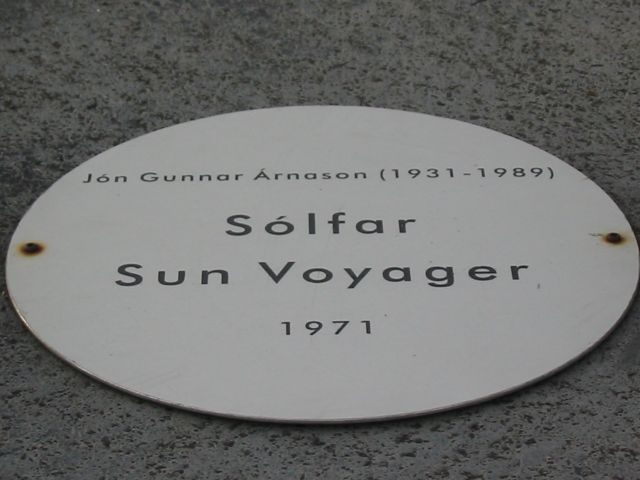 Jón Gunnar Árnason (1931-1989)
Sólfar
Sun Voyager
1971